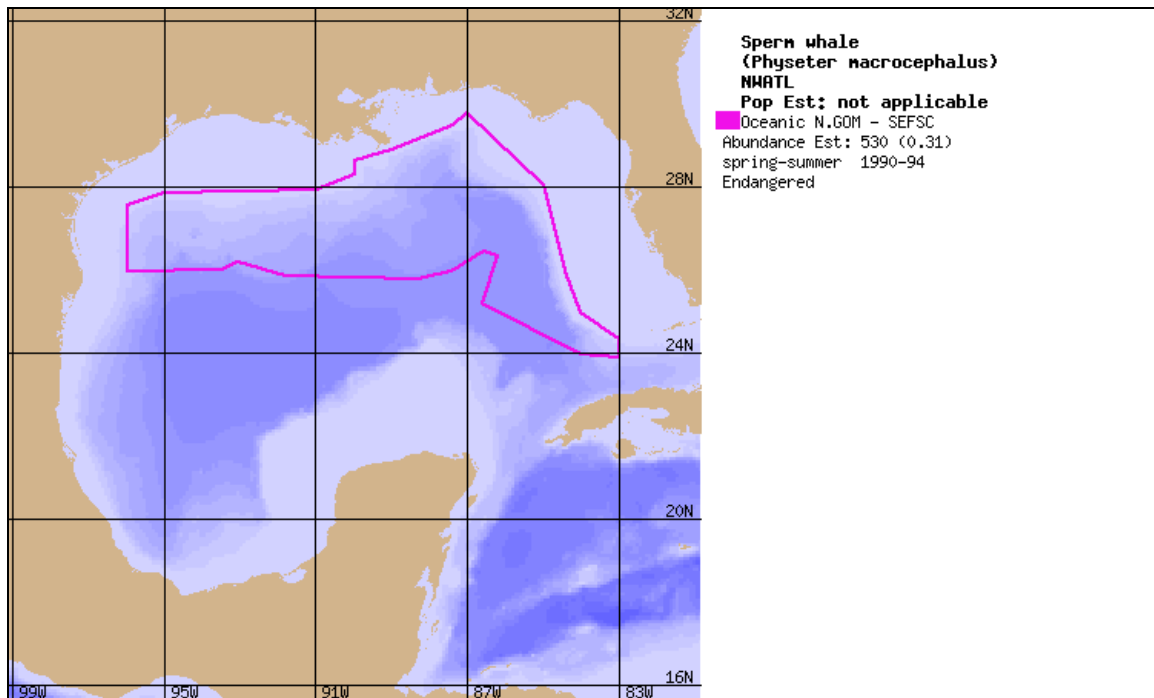 32N
Sperm whale
(Physeter macrocephalus)
NWATL
Pop Est: not applicable
Oceanic N.GOM - SEFSC
Abundance Est: 530 (0.31)
spring-summer 1990-94
Endangered
28N
24N
20N
16N
99W 95W 91W 87W 83W